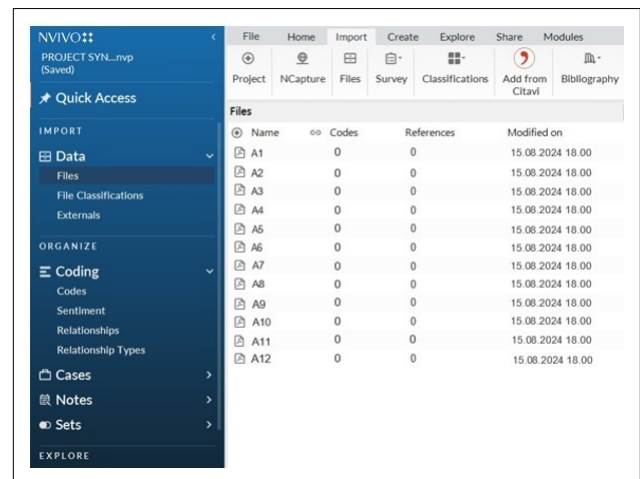 NVIVO
PROJECT SYN...nvp
(Saved)
Quick Access
IMPORT
Data
Files
File Classifications
Externals
ORGANIZE
Coding
Codes
Sentiment
Relationships
Relationship Types
Cases
Notes
Sets
EXPLORE
File Home Import Create Explore Share Modules
Project NCapture Files Survey Classifications Add from Citavi Bibliography
Files
Name Codes References Modified on
A1 0 0 15.08.2024 18.00
A2 0 0 15.08.2024 18.00
A3 0 0 15.08.2024 18.00
A4 0 0 15.08.2024 18.00
A5 0 0 15.08.2024 18.00
A6 0 0 15.08.2024 18.00
A7 0 0 15.08.2024 18.00
A8 0 0 15.08.2024 18.00
A9 0 0 15.08.2024 18.00
A10 0 0 15.08.2024 18.00
A11 0 0 15.08.2024 18.00
A12 0 0 15.08.2024 18.00